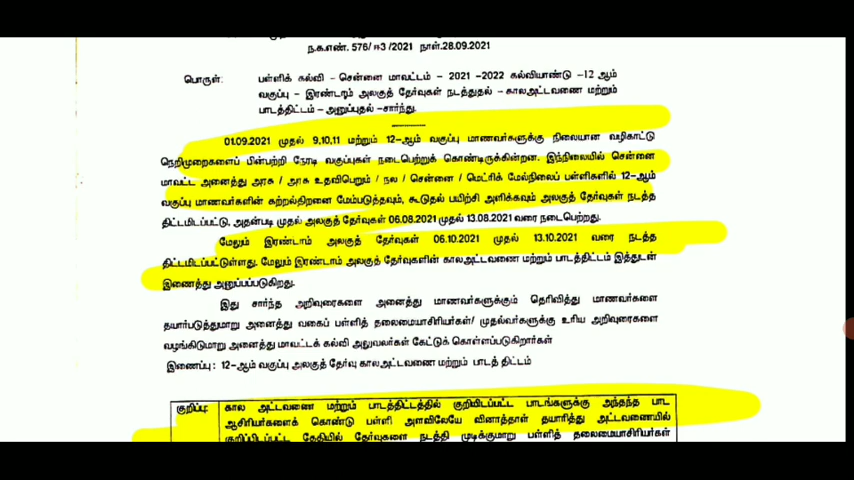 ந.க.எண். 576/ஈ3/2021 நாள்.28.09.2021
பொருள்: பள்ளிக் கல்வி – சென்னை மாவட்டம் – 2021 –2022 கல்வியாண்டு –12 ஆம்
வகுப்பு – இரண்டாம் அலகுத் தேர்வுகள் நடத்துதல் – காலஅட்டவணை மற்றும்
பாடத்திட்டம் – அனுப்புதல் –சார்ந்து.
01.09.2021 முதல் 9,10,11 மற்றும் 12–ஆம் வகுப்பு மாணவர்களுக்கு நிலையான வழிகாட்டு
நெறிமுறைகளைப் பின்பற்றி நேரடி வகுப்புகள் நடைபெற்றுக் கொண்டிருக்கின்றன. இந்நிலையில் சென்னை
மாவட்ட அனைத்து அரசு / அரசு உதவிபெறும் / நல / சென்னை / மெட்ரிக் மேல்நிலைப் பள்ளிகளில் 12–ஆம்
வகுப்பு மாணவர்களின் கற்றல்திறனை மேம்படுத்தவும், கூடுதல் பயிற்சி அளிக்கவும் அலகுத் தேர்வுகள் நடத்த
திட்டமிடப்பட்டு, அதன்படி முதல் அலகுத் தேர்வுகள் 06.08.2021 முதல் 13.08.2021 வரை நடைபெற்றது.
மேலும் இரண்டாம் அலகுத் தேர்வுகள் 06.10.2021 முதல் 13.10.2021 வரை நடத்த
திட்டமிடப்பட்டுள்ளது. மேலும் இரண்டாம் அலகுத் தேர்வுகளின் காலஅட்டவணை மற்றும் பாடத்திட்டம் இத்துடன்
இணைத்து அனுப்பப்படுகிறது.
இது சார்ந்த அறிவுரைகளை அனைத்து மாணவர்களுக்கும் தெரிவித்து மாணவர்களை
தயார்படுத்துமாறு அனைத்து வகைப் பள்ளித் தலைமையாசிரியர்கள்/ முதல்வர்களுக்கு உரிய அறிவுரைகளை
வழங்கிடுமாறு அனைத்து மாவட்டக் கல்வி அலுவலர்கள் கேட்டுக் கொள்ளப்படுகிறார்கள்
இணைப்பு : 12–ஆம் வகுப்பு அலகுத் தேர்வு காலஅட்டவணை மற்றும் பாடத் திட்டம்
குறிப்பு: கால அட்டவணை மற்றும் பாடத்திட்டத்தில் குறியிடப்பட்ட பாடங்களுக்கு அந்தந்த பாட
ஆசிரியர்களைக் கொண்டு பள்ளி அளவிலேயே வினாத்தாள் தயாரித்து அட்டவணையில்
குறிப்பிடப்பட்ட தேதியில் தேர்வுகளை நடத்தி முடிக்குமாறு பள்ளித் தலைமையாசிரியர்கள்